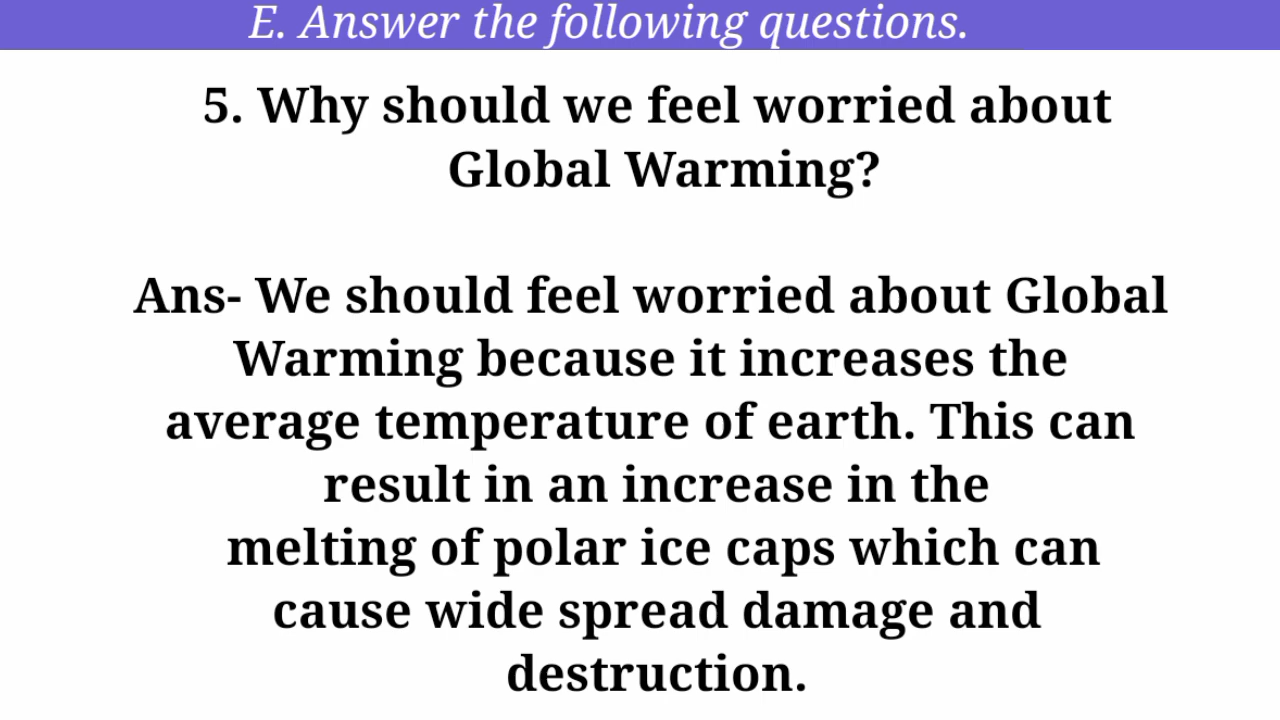 E. Answer the following questions.
5. Why should we feel worried about
Global Warming?
Ans- We should feel worried about Global
Warming because it increases the
average temperature of earth. This can
result in an increase in the
melting of polar ice caps which can
cause wide spread damage and
destruction.